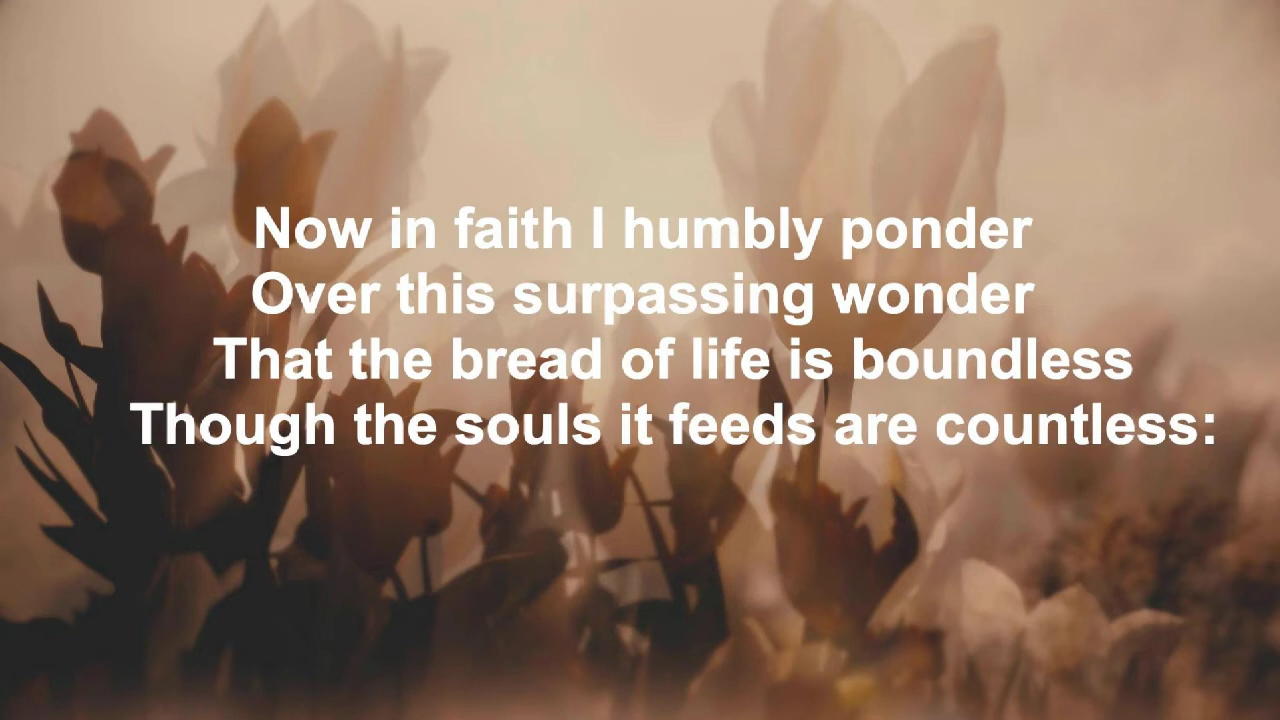 Now in faith I humbly ponder
Over this surpassing wonder
That the bread of life is boundless
Though the souls it feeds are countless: